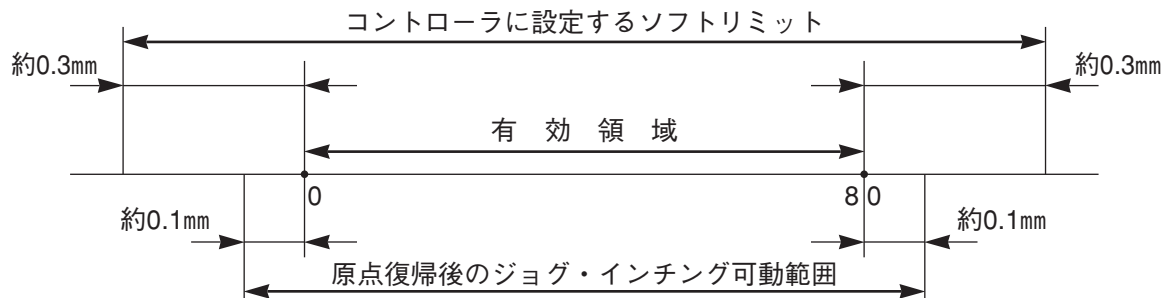 コントローラに設定するソフトリミット
約0.3㎜
約0.3㎜
有　効　領　域
0
8 0
約0.1㎜
約0.1㎜
原点復帰後のジョグ・インチング可動範囲